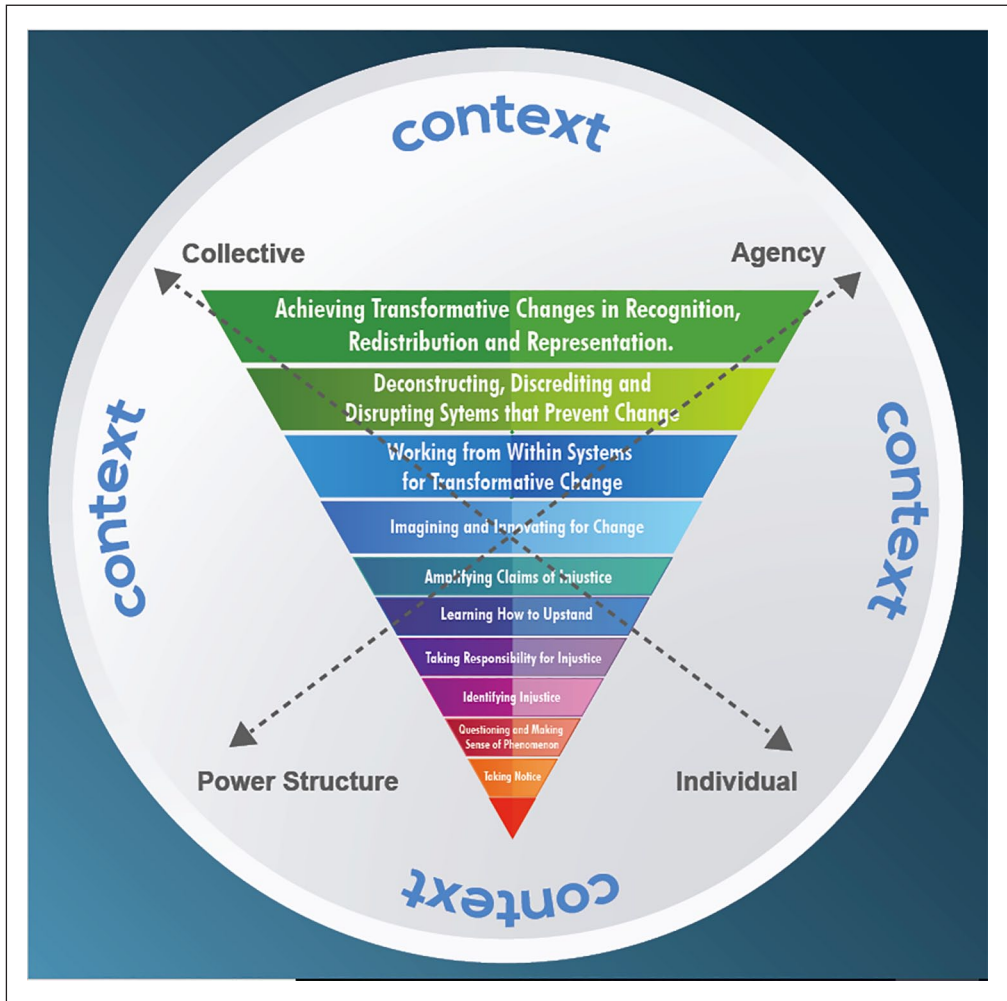 context
Collective
Agency
Achieving Transformative Changes in Recognition,
Redistribution and Representation.
Deconstructing, Discrediting and
Disrupting Sytems that Prevent Change
context
context
Working from Within Systems
for Transformative Change
Imagining and Innovating for Change
Amplifying Claims of Injustice
Learning How to Upstand
Taking Responsibility for Injustice
Identifying Injustice
Questioning and Making
Sense of Phenomenon
Taking Notice
Power Structure
Individual
context